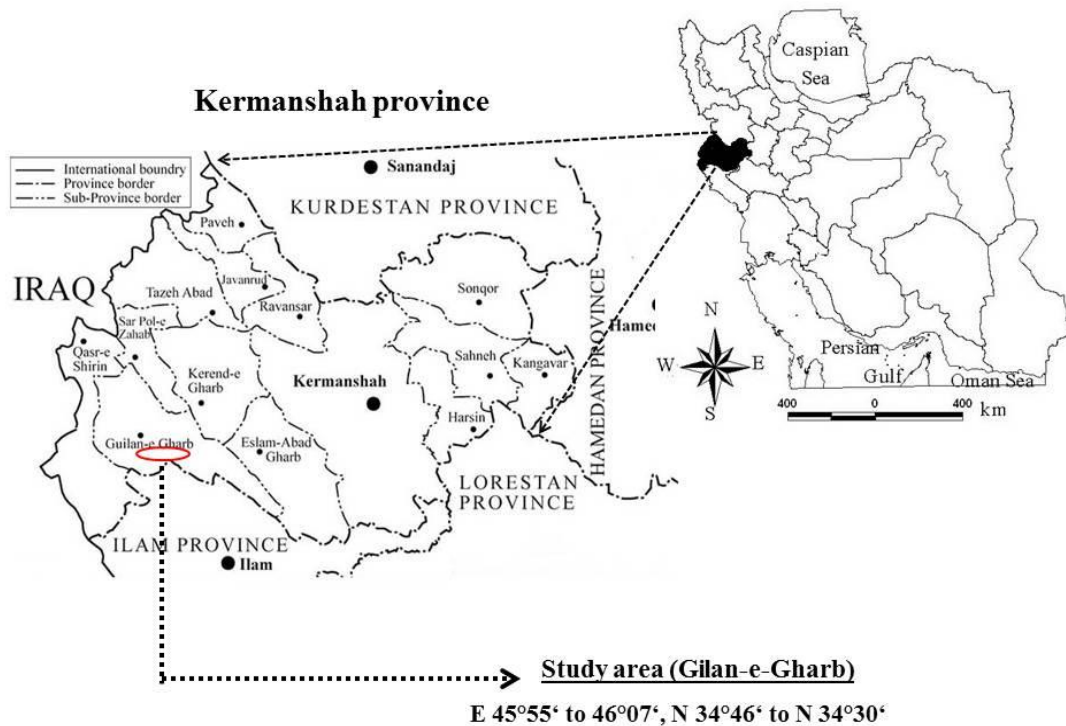 Kermanshah province
International boundry
Province border
Sub-Province border
Caspian
Sea
Sanandaj
KURDESTAN PROVINCE
Paveh
IRAQ
Javanrud
Tazeh Abad
Ravansar
Sonqor
HAMEDAN PROVINCE
Sar Pol-e
Zahab
Qasr-e
Shirin
Kerend-e
Gharb
Kermanshah
Sahneh
Kangavar
Harsin
Guilan-e Gharb
Eslam-Abad
Gharb
LORESTAN
PROVINCE
ILAM PROVINCE
Ilam
N
W
E
S
Persian
Gulf
Oman Sea
400
0
400
km
Study area (Gilan-e-Gharb)
E 45°55‘ to 46°07‘, N 34°46‘ to N 34°30‘